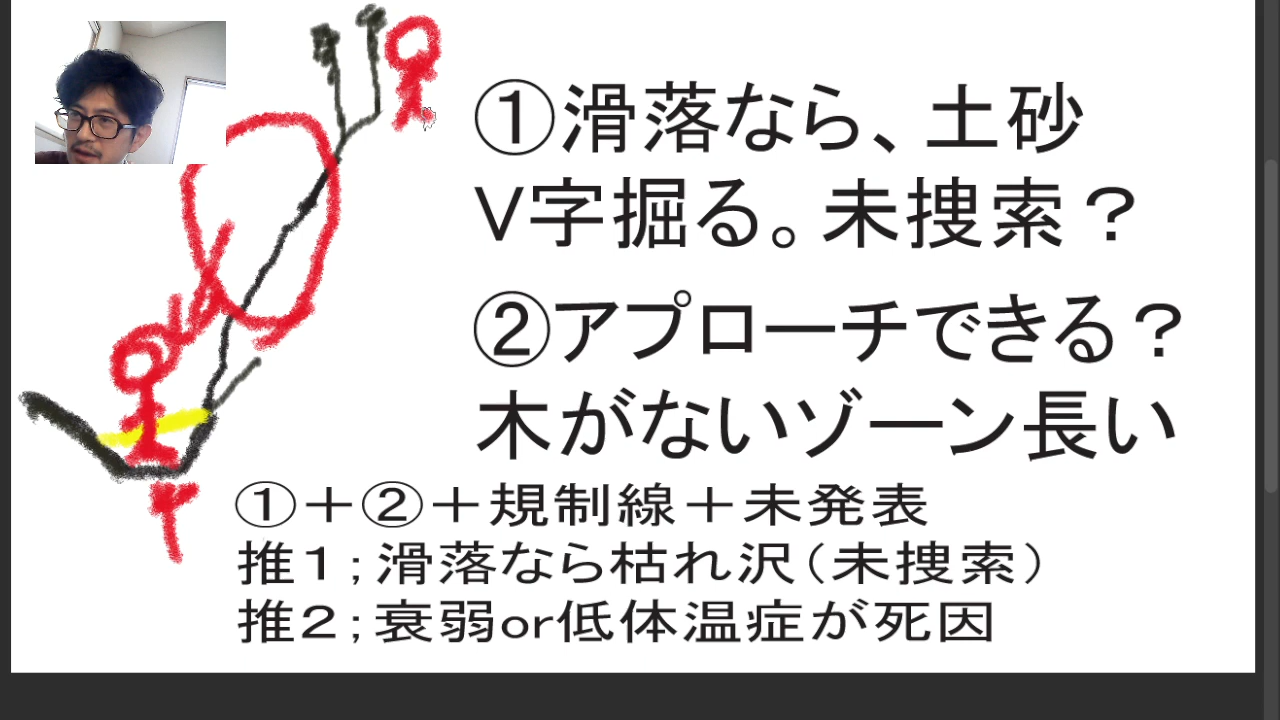 ①滑落なら、土砂
V字掘る。未捜索？
②アプローチできる？
木がないゾーン長い
①＋②＋規制線＋未発表
推１；滑落なら枯れ沢（未捜索）
推２；衰弱or低体温症が死因